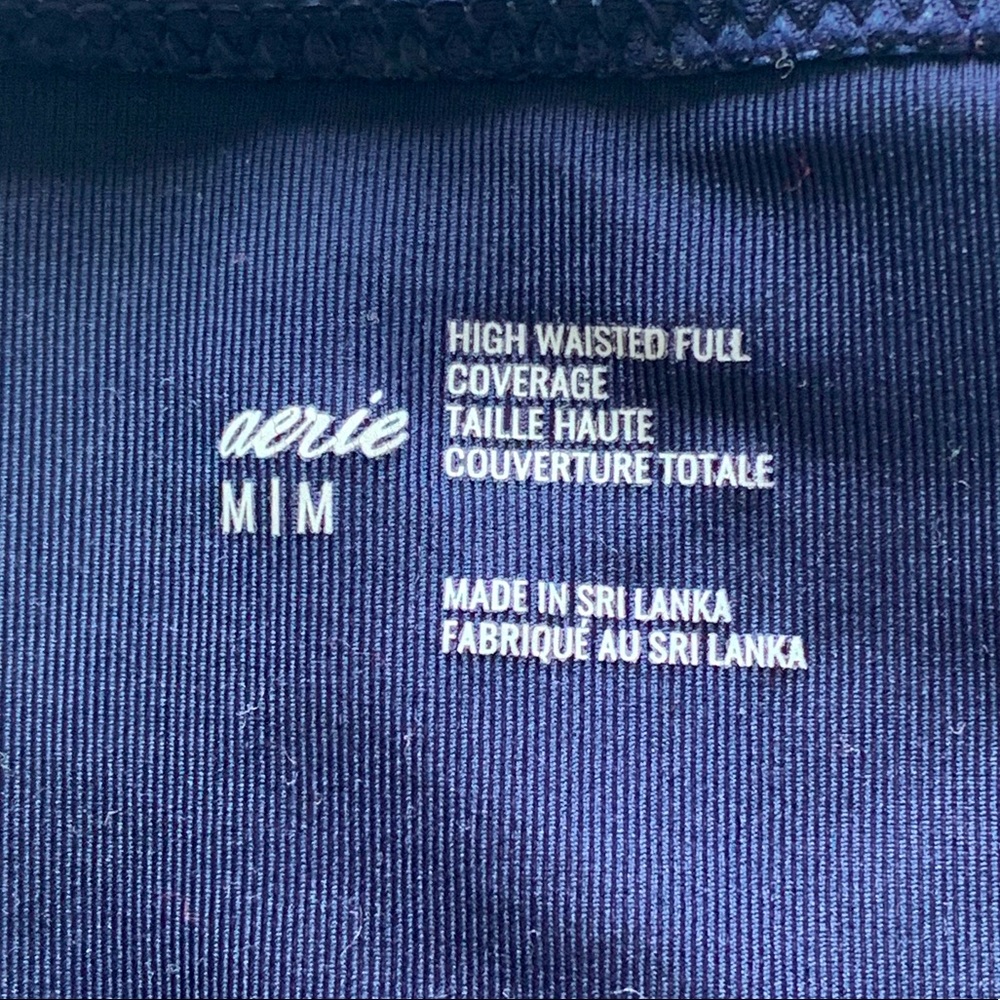 aerie
M | M
HIGH WAISTED FULL
COVERAGE
TAILLE HAUTE
COUVERTURE TOTALE
MADE IN SRI LANKA
FABRIQUÉ AU SRI LANKA